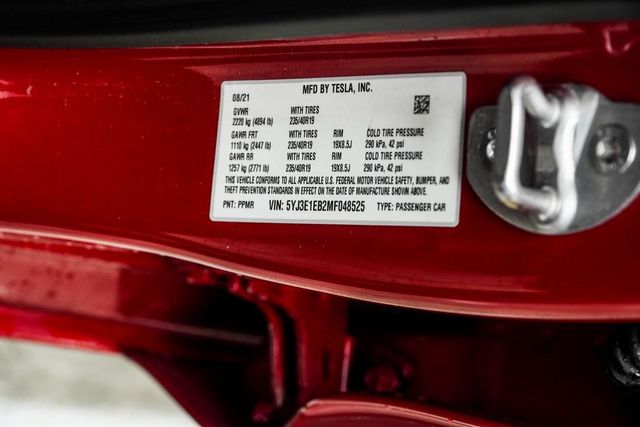 MFD BY TESLA, INC.
08/21
GVWR WITH TIRES
2220 kg (4894 lb) 235/40R19
GAWR FRT WITH TIRES RIM COLD TIRE PRESSURE
1110 kg (2447 lb) 235/40R19 19X8.5J 290 kPa, 42 psi
GAWR RR WITH TIRES RIM COLD TIRE PRESSURE
1257 kg (2771 lb) 235/40R19 19X8.5J 290 kPa, 42 psi
THIS VEHICLE CONFORMS TO ALL APPLICABLE U.S. FEDERAL MOTOR VEHICLE SAFETY, BUMPER, AND
THEFT PREVENTION STANDARDS IN EFFECT ON THE DATE OF MANUFACTURE SHOWN ABOVE.
PNT: PPMR VIN: 5YJ3E1EB2MF048525 TYPE: PASSENGER CAR